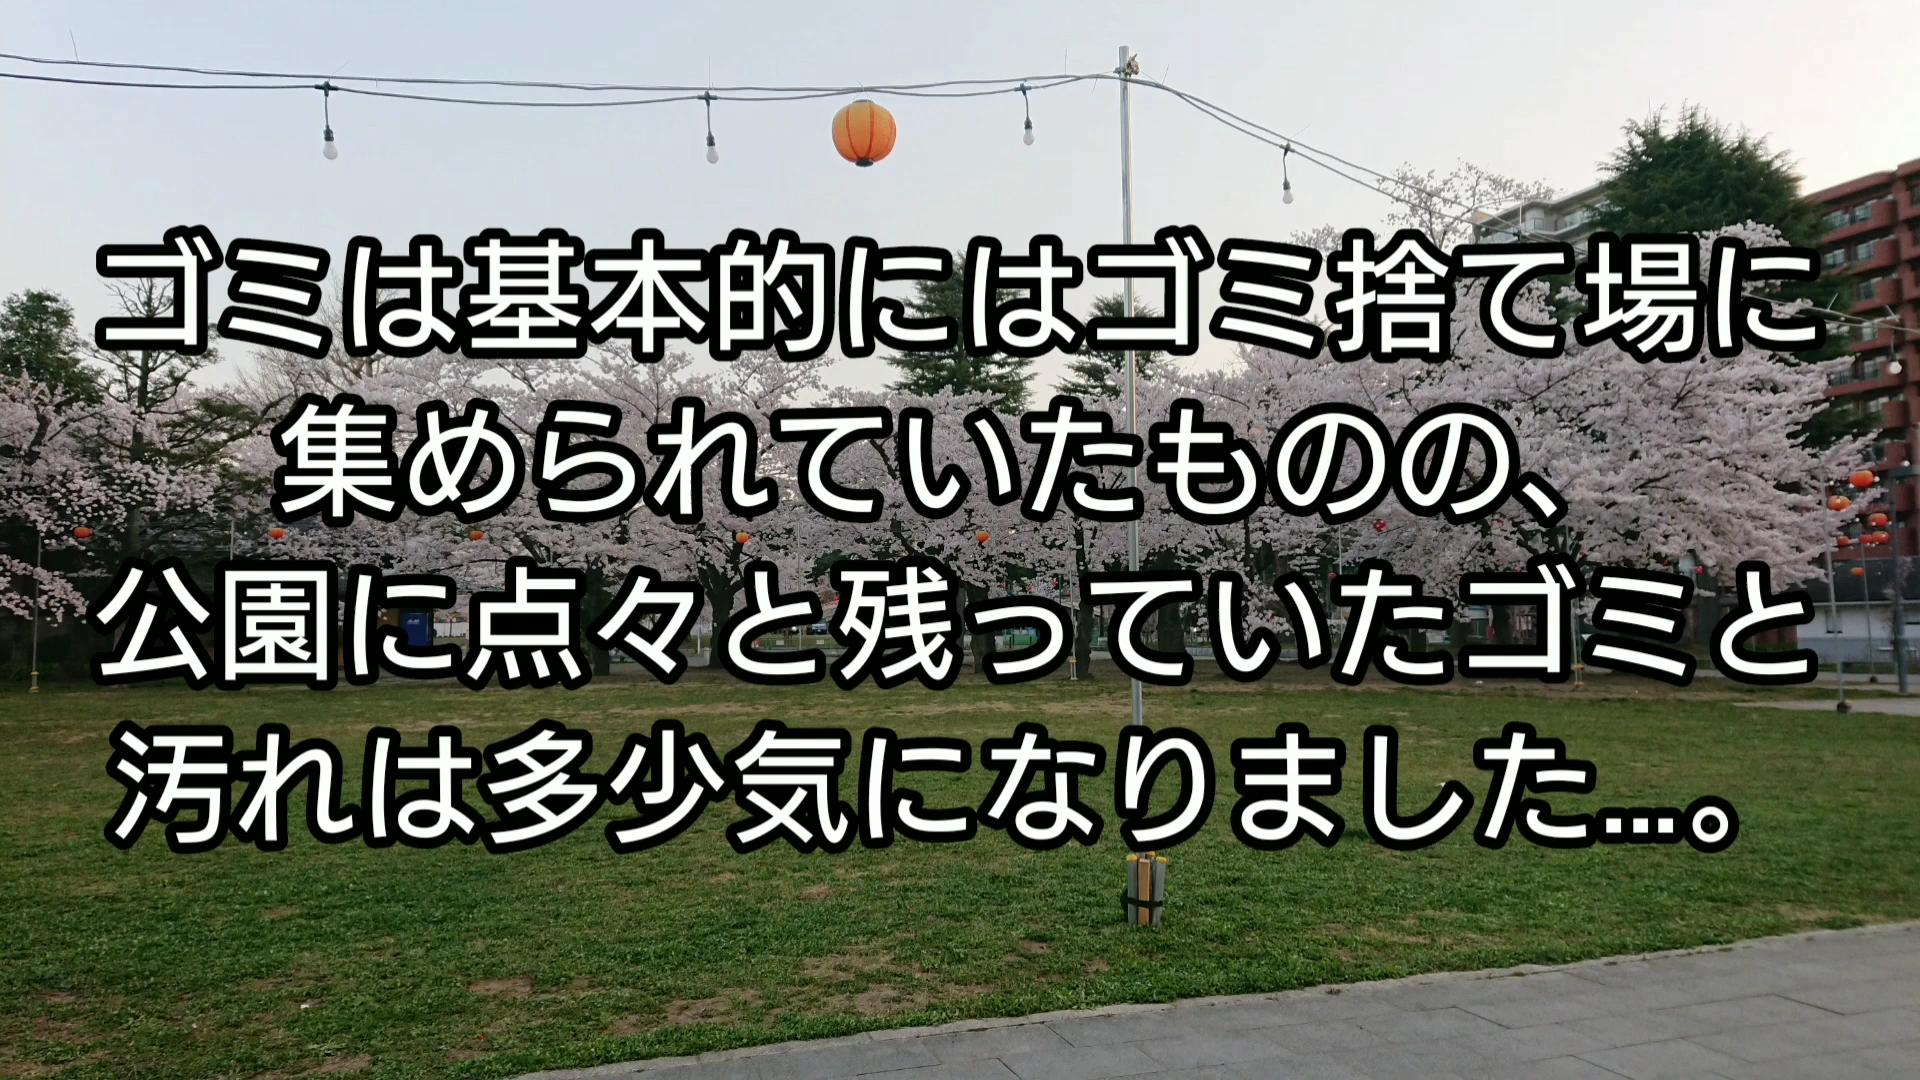 ゴミは基本的にはゴミ捨て場に
集められていたものの、
公園に点々と残っていたゴミと
汚れは多少気になりました…。